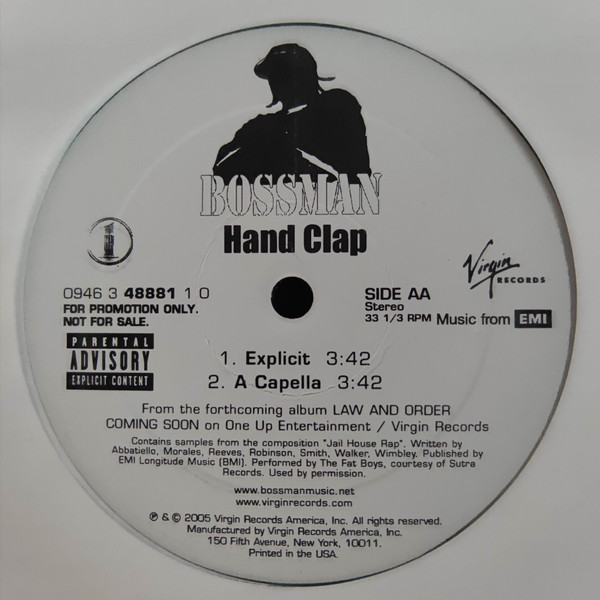 BOSSMAN
Hand Clap
1
Virgin
RECORDS
0946 3 48881 1 0
FOR PROMOTION ONLY.
NOT FOR SALE.
PARENTAL
ADVISORY
EXPLICIT CONTENT
SIDE AA
Stereo
33 1/3 RPM
Music from EMI
1. Explicit 3:42
2. A Capella 3:42
From the forthcoming album LAW AND ORDER
COMING SOON on One Up Entertainment / Virgin Records
Contains samples from the composition "Jail House Rap". Written by
Abbatiello, Morales, Reeves, Robinson, Smith, Walker, Wimbley. Published by
EMI Longitude Music (BMI). Performed by The Fat Boys, courtesy of Sutra
Records. Used by permission.
www.bossmanmusic.net
www.virginrecords.com
℗ & © 2005 Virgin Records America, Inc. All rights reserved.
Manufactured by Virgin Records America, Inc.
150 Fifth Avenue, New York, 10011.
Printed in the USA.